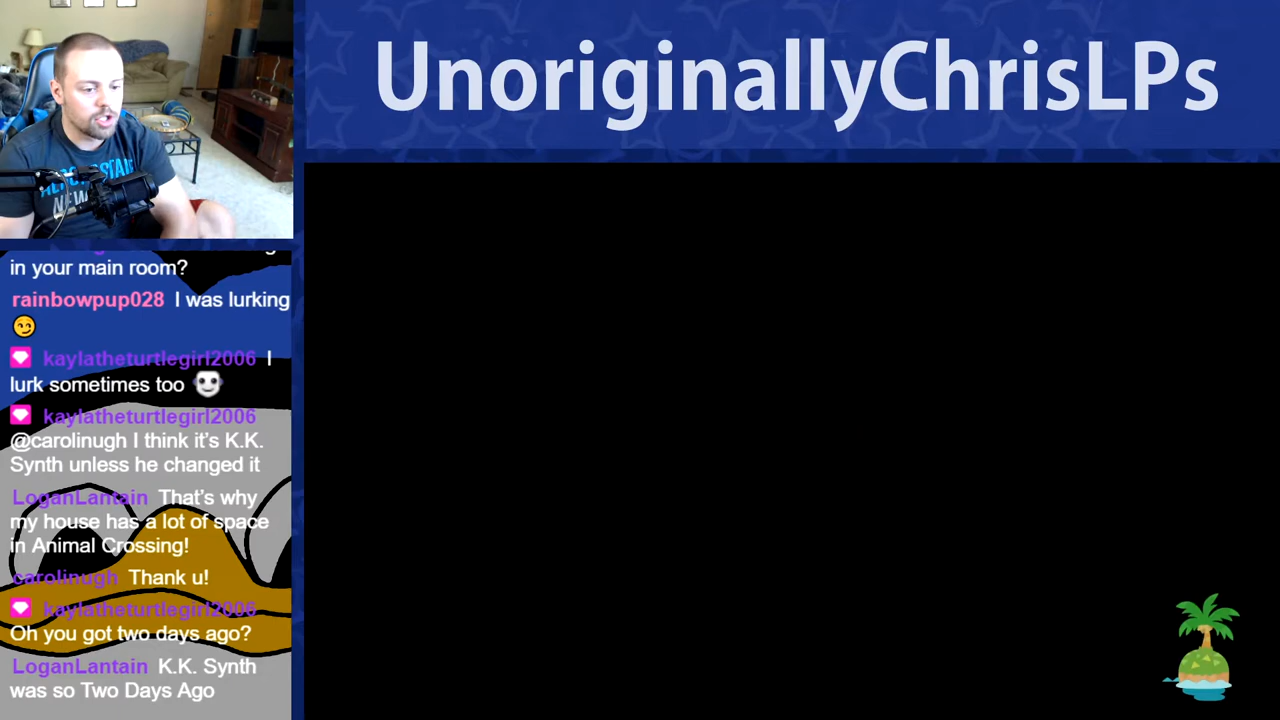 UnoriginallyChrisLPs
in your main room?
rainbowpup028 I was lurking
kaylatheturtlegirl2006 I
lurk sometimes too
kaylatheturtlegirl2006
@carolinugh I think it's K.K.
Synth unless he changed it
LoganLantain That's why
my house has a lot of space
in Animal Crossing!
carolinugh Thank u!
kaylatheturtlegirl2006
Oh you got two days ago?
LoganLantain K.K. Synth
was so Two Days Ago